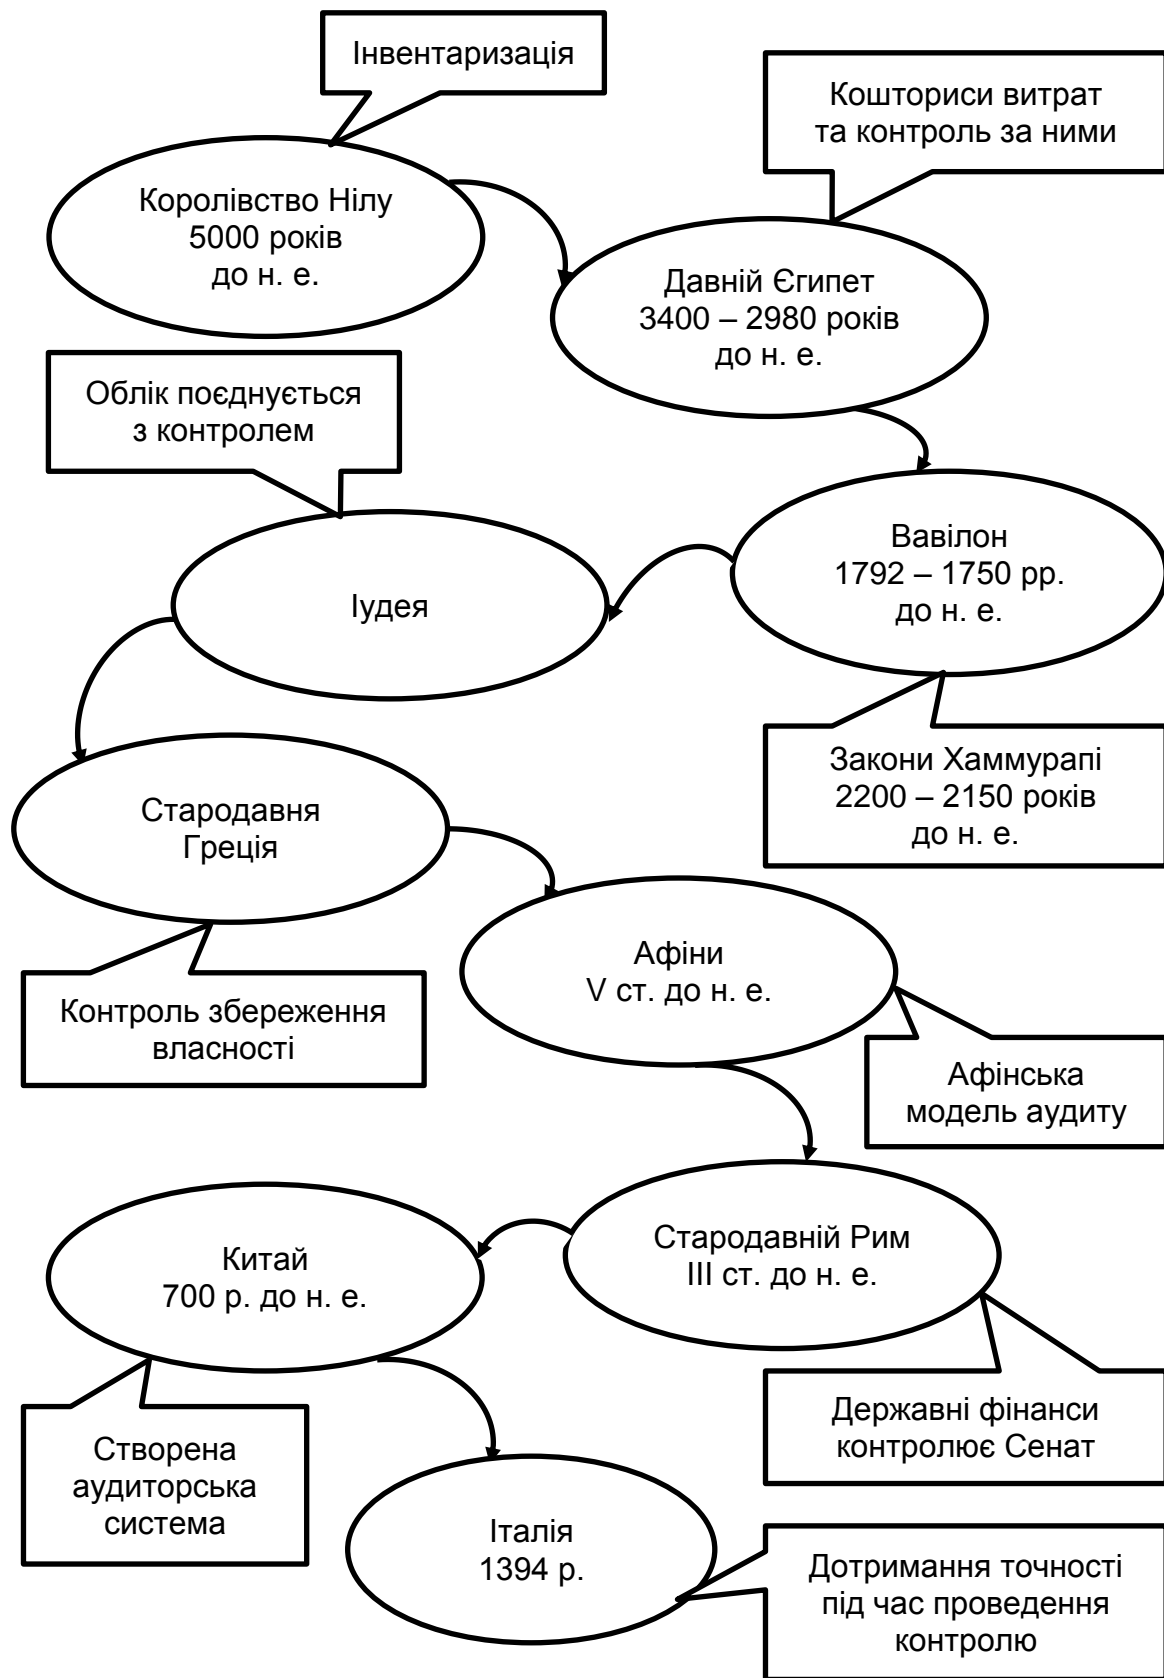 Інвентаризація
Кошториси витрат
та контроль за ними
Королівство Нілу
5000 років
до н. е.
Давній Єгипет
3400 – 2980 років
до н. е.
Облік поєднується
з контролем
Вавілон
1792 – 1750 рр.
до н. е.
Іудея
Закони Хаммурапі
2200 – 2150 років
до н. е.
Стародавня
Греція
Афіни
V ст. до н. е.
Контроль збереження
власності
Афінська
модель аудиту
Стародавній Рим
III ст. до н. е.
Китай
700 р. до н. е.
Державні фінанси
контролює Сенат
Створена
аудиторська
система
Італія
1394 р.
Дотримання точності
під час проведення
контролю